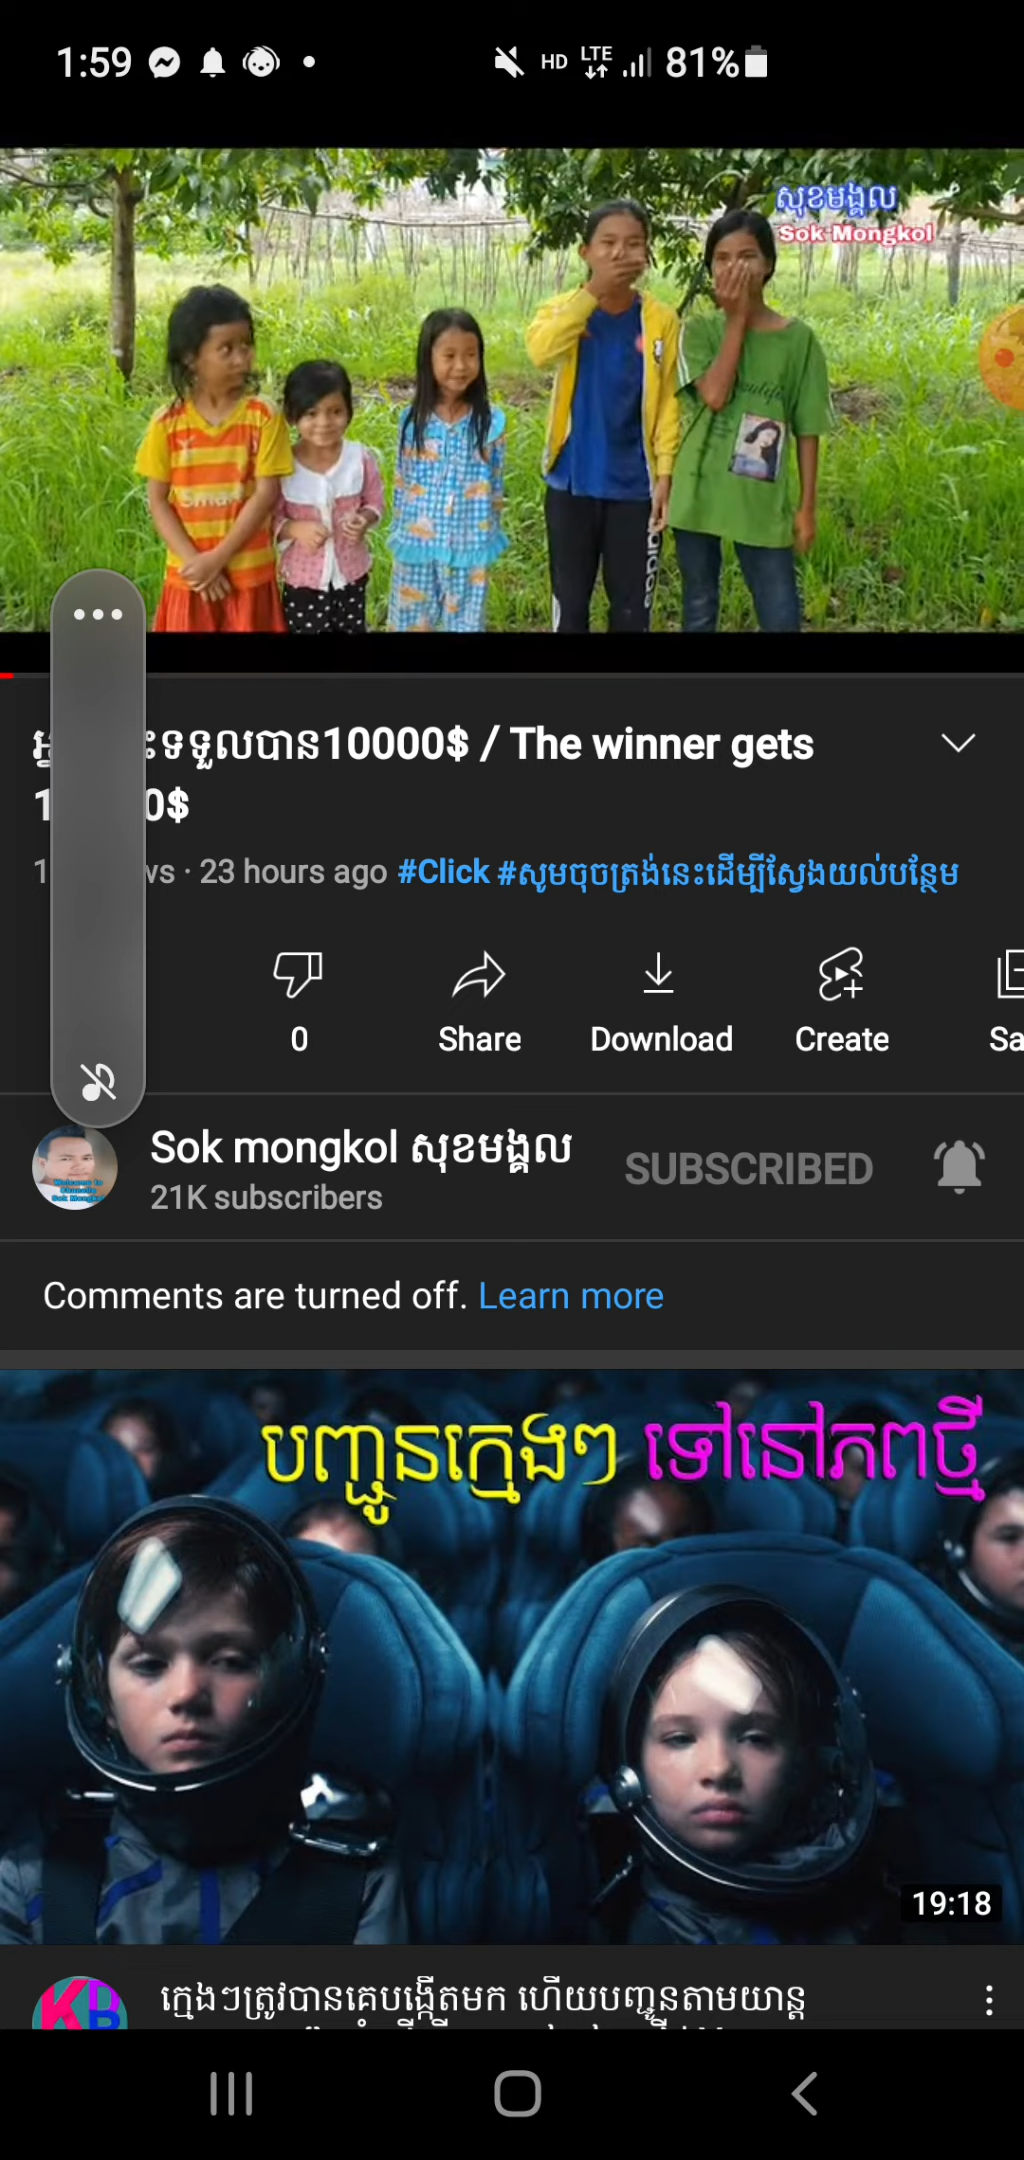 1:59 HD LTE 81%
សុខមង្គល
Sok Mongkol
Smart
adidas
ះទទួលបាន10000$ / The winner gets
0$
23 hours ago #Click #សូមចុចត្រង់នេះដើម្បីស្វែងយល់បន្ថែម
0 Share Download Create Sa
Sok mongkol សុខមង្គល
21K subscribers
SUBSCRIBED
Comments are turned off. Learn more
បញ្ជូនក្មេងៗ ទៅនៅភពថ្មី
19:18
ក្មេងៗត្រូវបានគេបង្កើតមក ហើយបញ្ជូនតាមយាន្ត